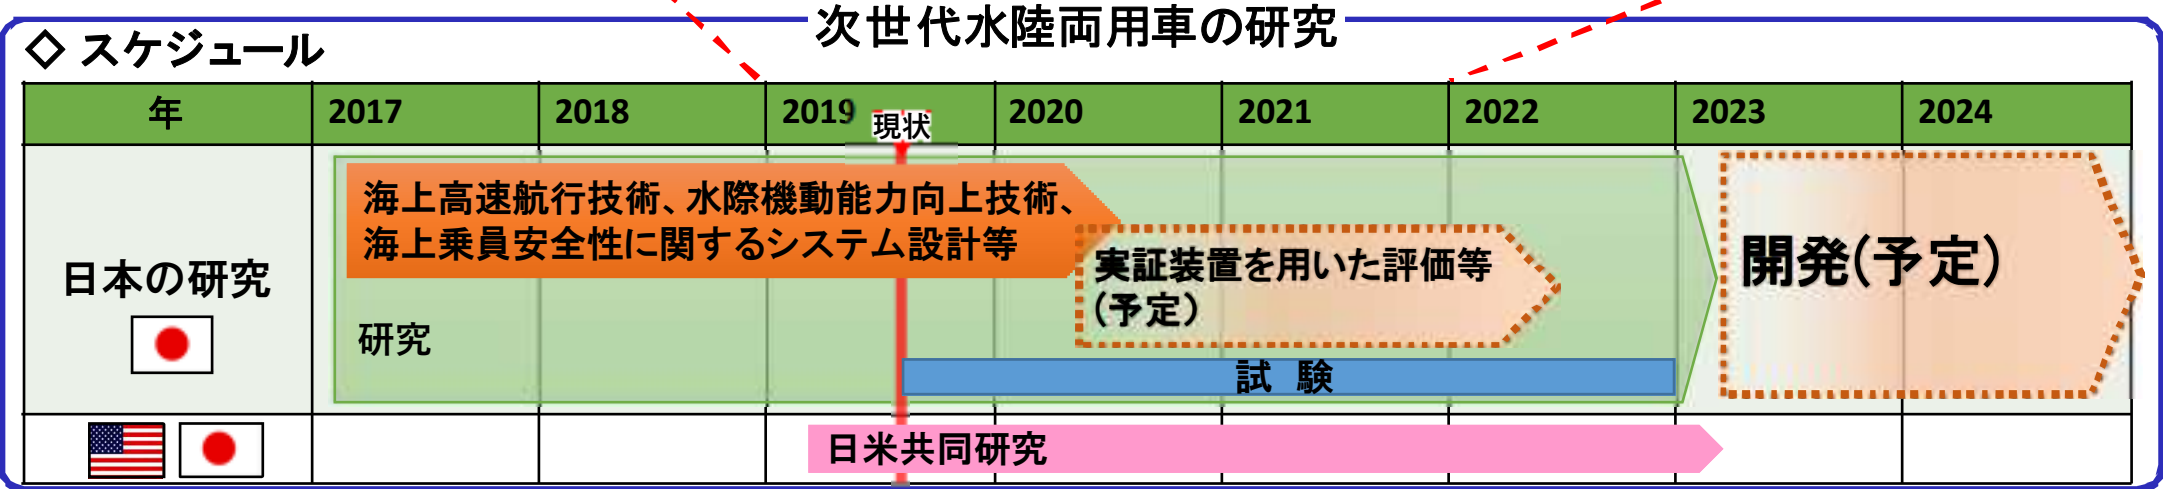 次世代水陸両用車の研究
◇ スケジュール
年 2017 2018 2019 2020 2021 2022 2023 2024
現状
海上高速航行技術、水際機動能力向上技術、
海上乗員安全性に関するシステム設計等
日本の研究
実証装置を用いた評価等
(予定)
開発(予定)
研究
試 験
日米共同研究